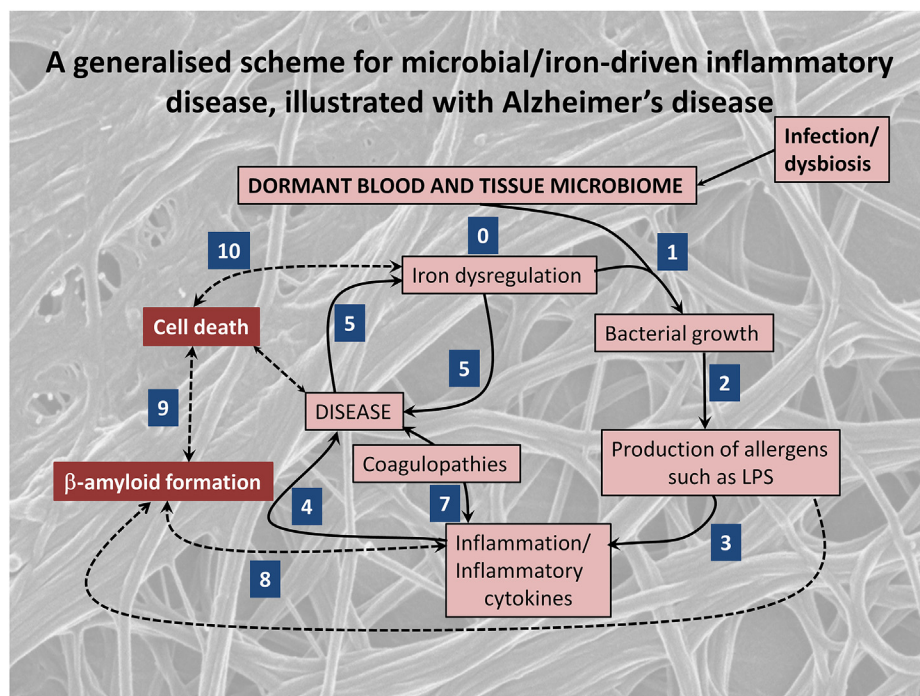 A generalised scheme for microbial/iron-driven inflammatory
disease, illustrated with Alzheimer's disease
Infection/
dysbiosis
DORMANT BLOOD AND TISSUE MICROBIOME
0
10
1
Iron dysregulation
Cell death
5
Bacterial growth
5
2
9
DISEASE
Production of allergens
such as LPS
Coagulopathies
β-amyloid formation
4
7
3
Inflammation/
Inflammatory
cytokines
8